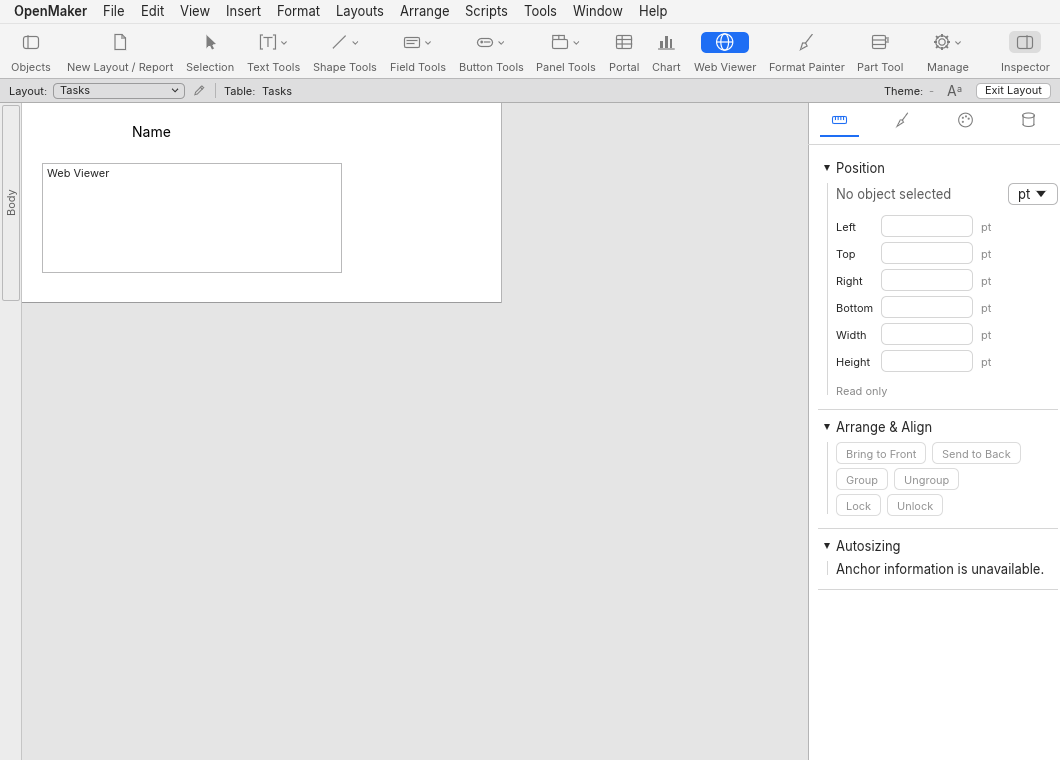 OpenMaker File Edit View Insert Format Layouts Arrange Scripts Tools Window Help
Objects New Layout / Report Selection Text Tools Shape Tools Field Tools Button Tools Panel Tools Portal Chart Web Viewer Format Painter Part Tool Manage Inspector
Layout: Tasks Table: Tasks Theme: - Aa Exit Layout
Name
Web Viewer
Body
Position
No object selected pt
Left pt
Top pt
Right pt
Bottom pt
Width pt
Height pt
Read only
Arrange & Align
Bring to Front Send to Back
Group Ungroup
Lock Unlock
Autosizing
Anchor information is unavailable.